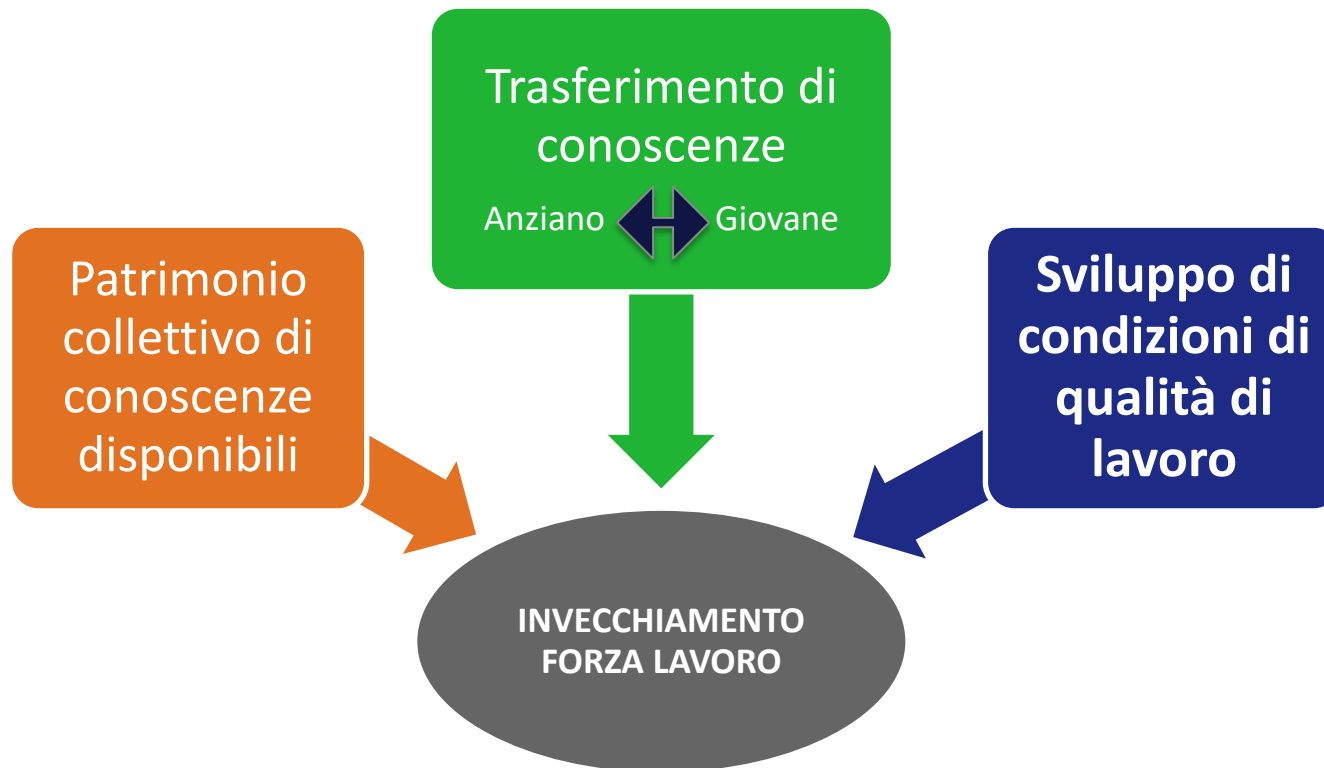 Trasferimento di
conoscenze
Anziano Giovane
Patrimonio
collettivo di
conoscenze
disponibili
Sviluppo di
condizioni di
qualità di
lavoro
INVECCHIAMENTO
FORZA LAVORO